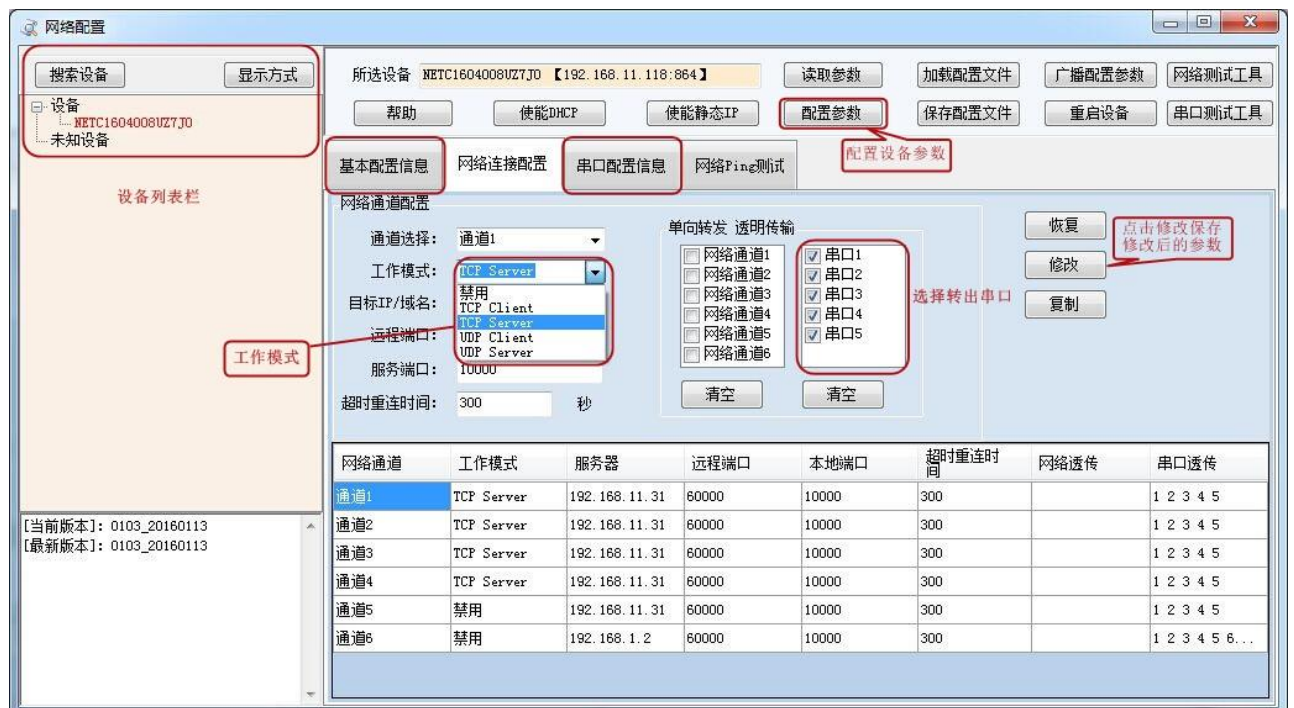 网络配置
搜索设备
显示方式
设备
NETC1604008UZ7J0
未知设备
设备列表栏
[当前版本]: 0103_20160113
[最新版本]: 0103_20160113
所选设备 NETC1604008UZ7J0 【192.168.11.118:864】
读取参数
加载配置文件
广播配置参数
网络测试工具
帮助
使能DHCP
使能静态IP
配置参数
保存配置文件
重启设备
串口测试工具
配置设备参数
基本配置信息
网络连接配置
串口配置信息
网络Ping测试
网络通道配置
通道选择: 通道1
工作模式: TCP Server
禁用
TCP Client
TCP Server
UDP Client
UDP Server
目标IP/域名:
远程端口:
服务端口: 10000
超时重连时间: 300 秒
工作模式
单向转发 透明传输
网络通道1
网络通道2
网络通道3
网络通道4
网络通道5
网络通道6
清空
串口1
串口2
串口3
串口4
串口5
清空
选择转出串口
恢复
修改
复制
点击修改保存
修改后的参数
网络通道 工作模式 服务器 远程端口 本地端口 超时重连时间 网络透传 串口透传
通道1 TCP Server 192.168.11.31 60000 10000 300 1 2 3 4 5
通道2 TCP Server 192.168.11.31 60000 10000 300 1 2 3 4 5
通道3 TCP Server 192.168.11.31 60000 10000 300 1 2 3 4 5
通道4 TCP Server 192.168.11.31 60000 10000 300 1 2 3 4 5
通道5 禁用 192.168.11.31 60000 10000 300 1 2 3 4 5
通道6 禁用 192.168.1.2 60000 10000 300 1 2 3 4 5 6...